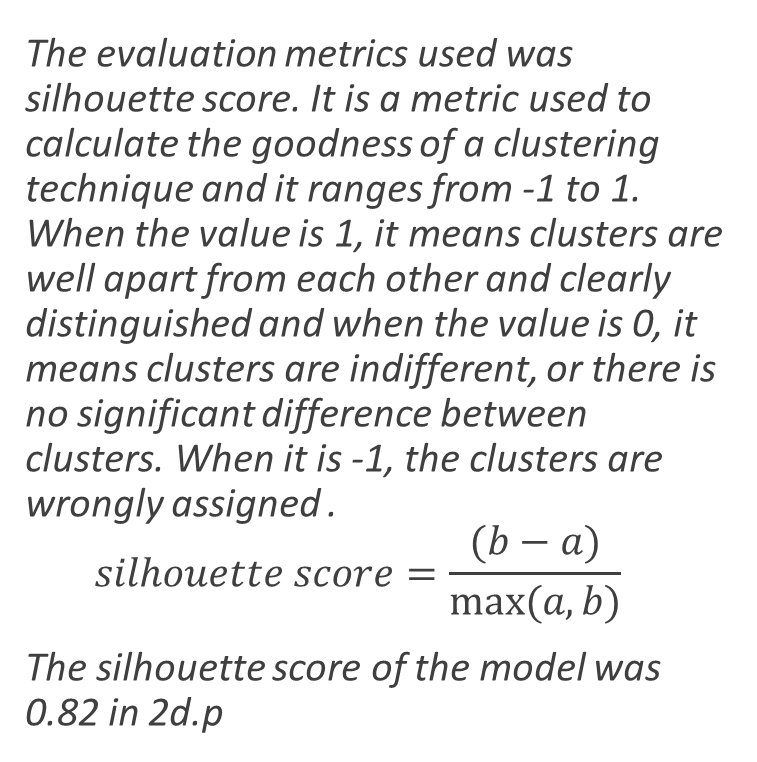 The evaluation metrics used was
silhouette score. It is a metric used to
calculate the goodness of a clustering
technique and it ranges from -1 to 1.
When the value is 1, it means clusters are
well apart from each other and clearly
distinguished and when the value is 0, it
means clusters are indifferent, or there is
no significant difference between
clusters. When it is -1, the clusters are
wrongly assigned .
silhouette score = (b − a) / max(a, b)
The silhouette score of the model was
0.82 in 2d.p